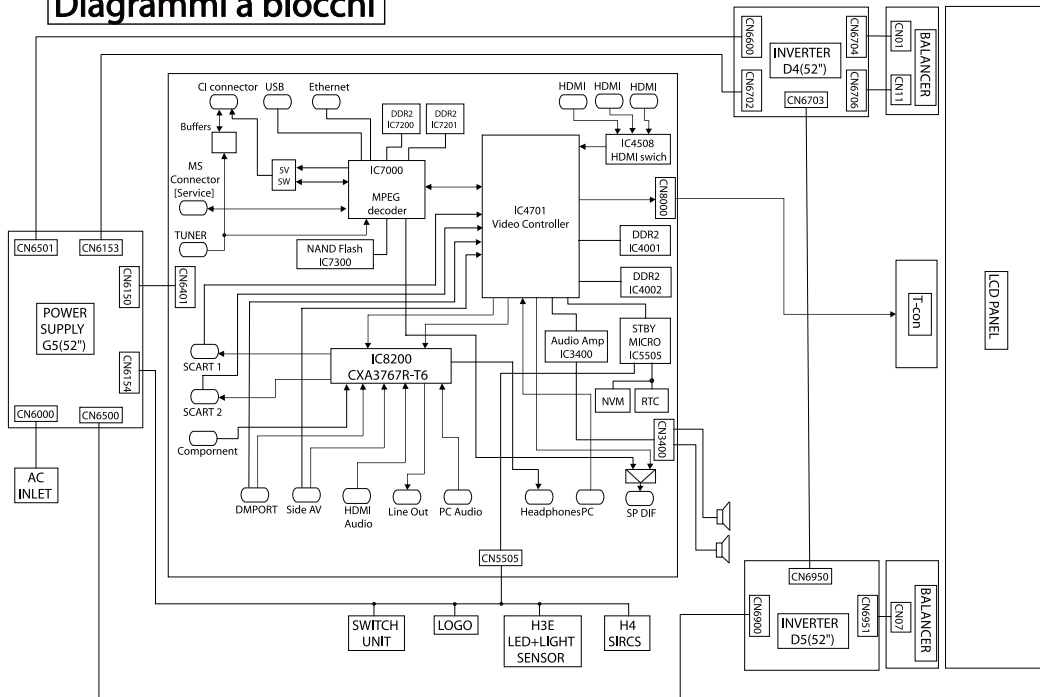 Diagrammi a blocchi
CN6600
CN6702
INVERTER
D4(52")
CN6703
CN6704
CN6706
CN01
CN11
BALANCER
CI connector
USB
Ethernet
HDMI
HDMI
HDMI
Buffers
DDR2
IC7200
DDR2
IC7201
IC4508
HDMI swich
MS
Connector
[Service]
5V
SW
IC7000
MPEG
decoder
IC4701
Video Controller
CN8000
TUNER
NAND Flash
IC7300
DDR2
IC4001
DDR2
IC4002
CN6501
CN6153
CN6150
CN6401
POWER
SUPPLY
G5(52")
CN6154
CN6000
CN6500
AC
INLET
SCART 1
SCART 2
Compornent
IC8200
CXA3767R-T6
Audio Amp
IC3400
STBY
MICRO
IC5505
NVM
RTC
CN3400
T-con
LCD PANEL
DMPORT
Side AV
HDMI
Audio
Line Out
PC Audio
Headphones
PC
SP DIF
CN5505
SWITCH
UNIT
LOGO
H3E
LED+LIGHT
SENSOR
H4
SIRCS
CN6950
CN6900
INVERTER
D5(52")
CN6951
CN07
BALANCER